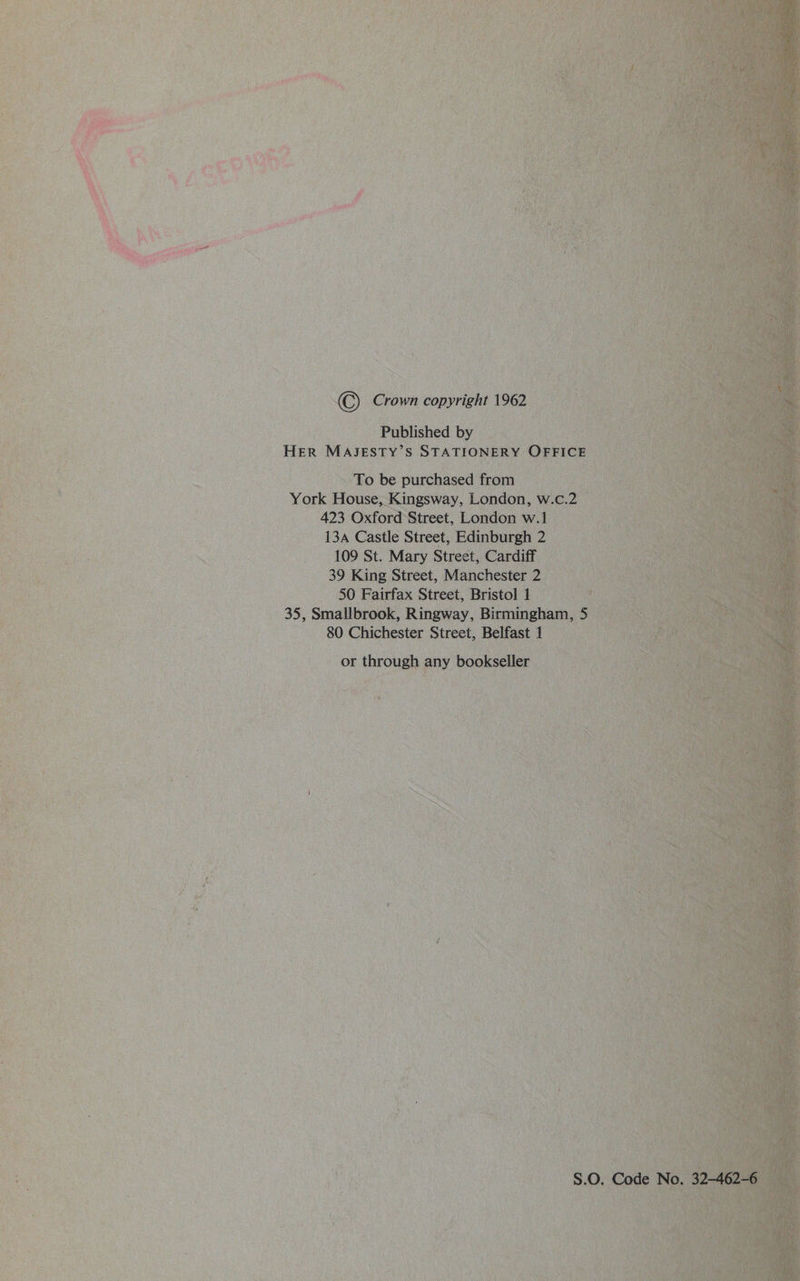 SEP1962
© Crown copyright 1962
Published by
HER MAJESTY'S STATIONERY OFFICE
To be purchased from
York House, Kingsway, London, W.C.2
423 Oxford Street, London W.1
13A Castle Street, Edinburgh 2
109 St. Mary Street, Cardiff
39 King Street, Manchester 2
50 Fairfax Street, Bristol 1
35, Smallbrook, Ringway, Birmingham, 5
80 Chichester Street, Belfast 1
or through any bookseller
S.O. Code No. 32–462–6